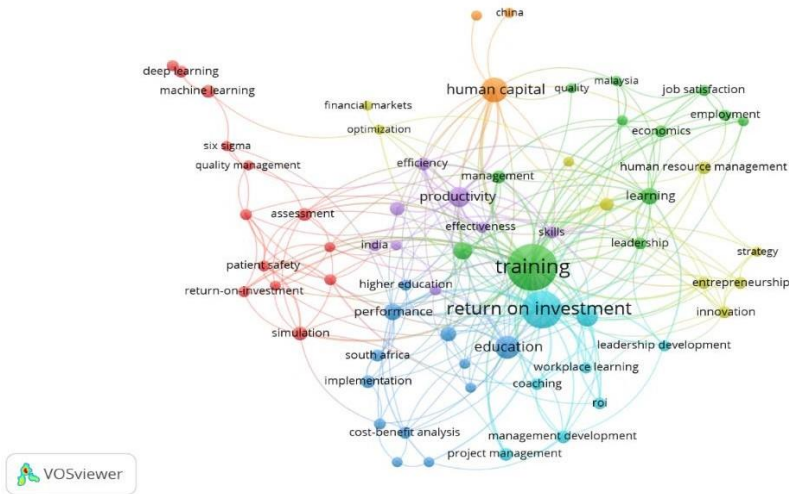 china
deep learning
machine learning
human capital
quality
malaysia
job satisfaction
financial markets
employment
optimization
economics
six sigma
quality management
efficiency
management
human resource management
productivity
learning
assessment
effectiveness
skills
india
leadership
strategy
patient safety
training
higher education
entrepreneurship
return-on-investment
performance
return on investment
innovation
simulation
education
leadership development
south africa
workplace learning
implementation
coaching
roi
cost-benefit analysis
management development
project management
VOSviewer